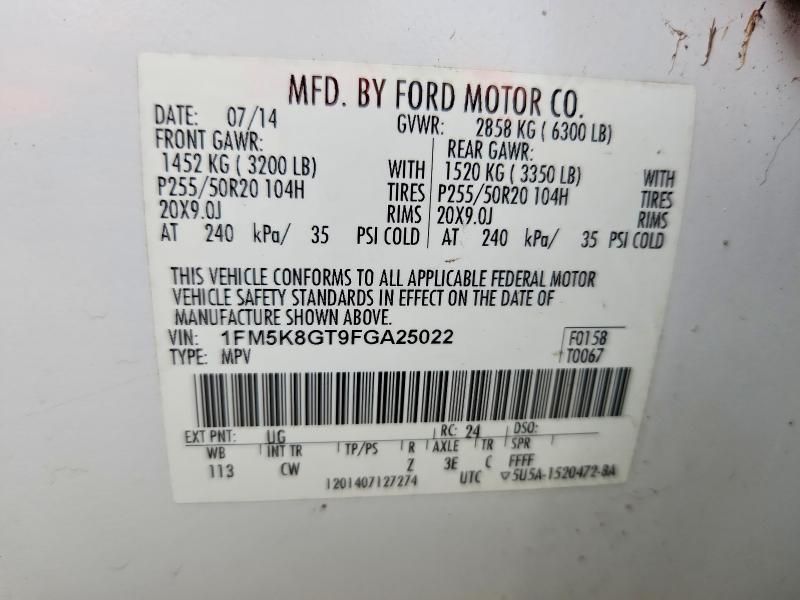 MFD. BY FORD MOTOR CO.
DATE: 07/14 GVWR: 2858 KG ( 6300 LB)
FRONT GAWR: REAR GAWR:
1452 KG ( 3200 LB) WITH 1520 KG ( 3350 LB) WITH
P255/50R20 104H TIRES P255/50R20 104H TIRES
20X9.0J RIMS 20X9.0J RIMS
AT 240 kPa/ 35 PSI COLD AT 240 kPa/ 35 PSI COLD
THIS VEHICLE CONFORMS TO ALL APPLICABLE FEDERAL MOTOR
VEHICLE SAFETY STANDARDS IN EFFECT ON THE DATE OF
MANUFACTURE SHOWN ABOVE.
VIN: 1FM5K8GT9FGA25022 F0158
TYPE: MPV T0067
EXT PNT: UG RC: 24 DSO:
WB INT TR TP/PS R AXLE TR SPR
113 CW Z 3E C FFFF
1201407127274 UTC ▽5U5A-1520472-BA